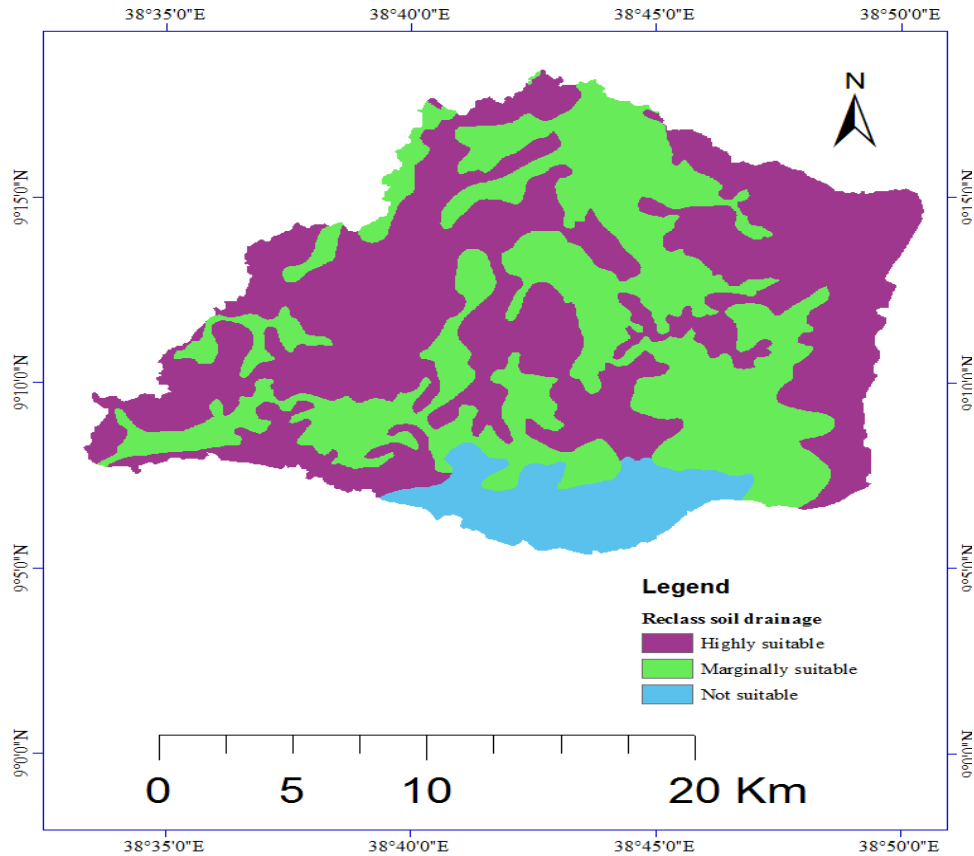 38°35'0"E
38°40'0"E
38°45'0"E
38°50'0"E
N
9°15'0"N
9°15'0"N
9°10'0"N
9°10'0"N
9°5'0"N
9°5'0"N
Legend
Reclass soil drainage
Highly suitable
Marginally suitable
Not suitable
9°0'0"N
9°0'0"N
0 5 10 20 Km
38°35'0"E
38°40'0"E
38°45'0"E
38°50'0"E